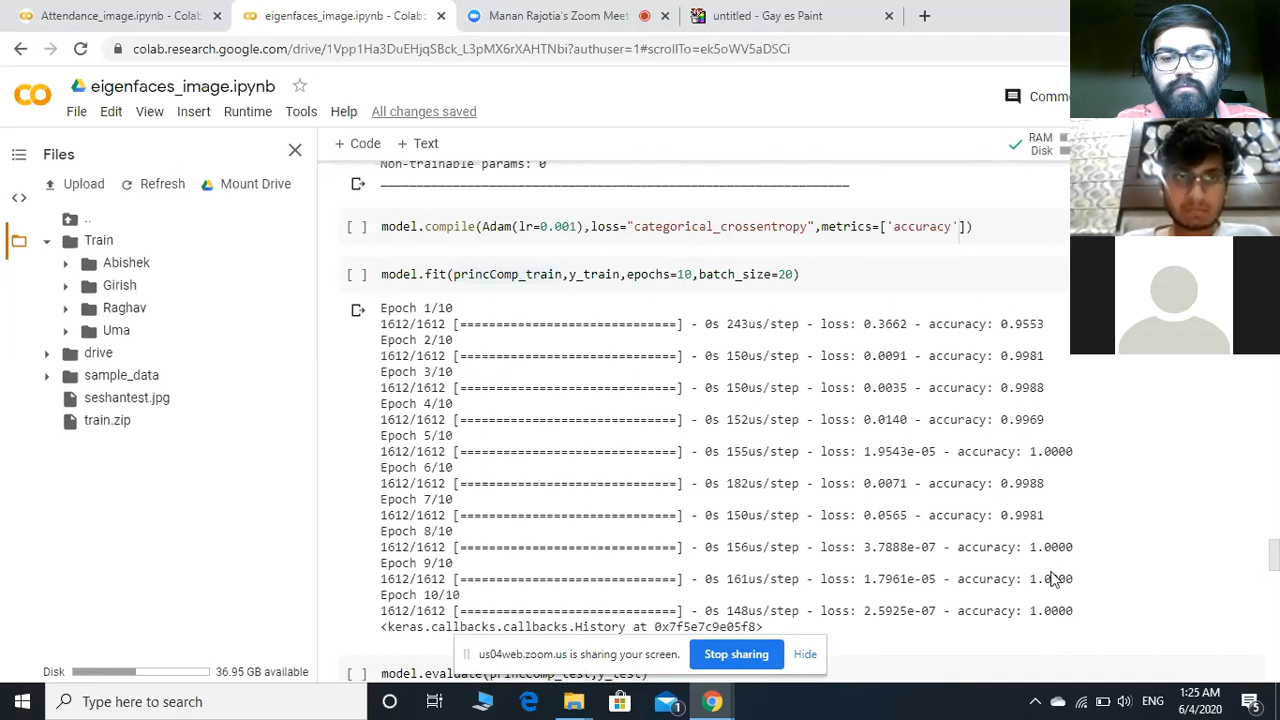 Attendance_image.ipynb - Colab
eigenfaces_image.ipynb - Colab
Manan Rajotia's Zoom Meet
untitled - Gay es Paint
colab.research.google.com/drive/1Vpp1Ha3DuEHjqSBck_L3pMX6rXAHTNbi?authuser=1#scrollTo=ek5oWV5aDSCi
CO
eigenfaces_image.ipynb
Comme
File Edit View Insert Runtime Tools Help All changes saved
Files
+ Code + Text
RAM
Disk
Upload Refresh Mount Drive
..
Train
Abishek
Girish
Raghav
Uma
drive
sample_data
seshantest.jpg
train.zip
Non-trainable params: 0
[ ] model.compile(Adam(lr=0.001),loss="categorical_crossentropy",metrics=['accuracy'])
[ ] model.fit(princComp_train,y_train,epochs=10,batch_size=20)
Epoch 1/10
1612/1612 [==============================] - 0s 243us/step - loss: 0.3662 - accuracy: 0.9553
Epoch 2/10
1612/1612 [==============================] - 0s 150us/step - loss: 0.0091 - accuracy: 0.9981
Epoch 3/10
1612/1612 [==============================] - 0s 150us/step - loss: 0.0035 - accuracy: 0.9988
Epoch 4/10
1612/1612 [==============================] - 0s 152us/step - loss: 0.0140 - accuracy: 0.9969
Epoch 5/10
1612/1612 [==============================] - 0s 155us/step - loss: 1.9543e-05 - accuracy: 1.0000
Epoch 6/10
1612/1612 [==============================] - 0s 182us/step - loss: 0.0071 - accuracy: 0.9988
Epoch 7/10
1612/1612 [==============================] - 0s 150us/step - loss: 0.0565 - accuracy: 0.9981
Epoch 8/10
1612/1612 [==============================] - 0s 156us/step - loss: 3.7888e-07 - accuracy: 1.0000
Epoch 9/10
1612/1612 [==============================] - 0s 161us/step - loss: 1.7961e-05 - accuracy: 1.0000
Epoch 10/10
1612/1612 [==============================] - 0s 148us/step - loss: 2.5925e-07 - accuracy: 1.0000
<keras.callbacks.callbacks.History at 0x7f5e7c9e05f8>
us04web.zoom.us is sharing your screen. Stop sharing Hide
Disk 36.95 GB available
[ ] model.evaluate(princComp_test,y_test)
Type here to search
1
ENG
1:25 AM
6/4/2020
5